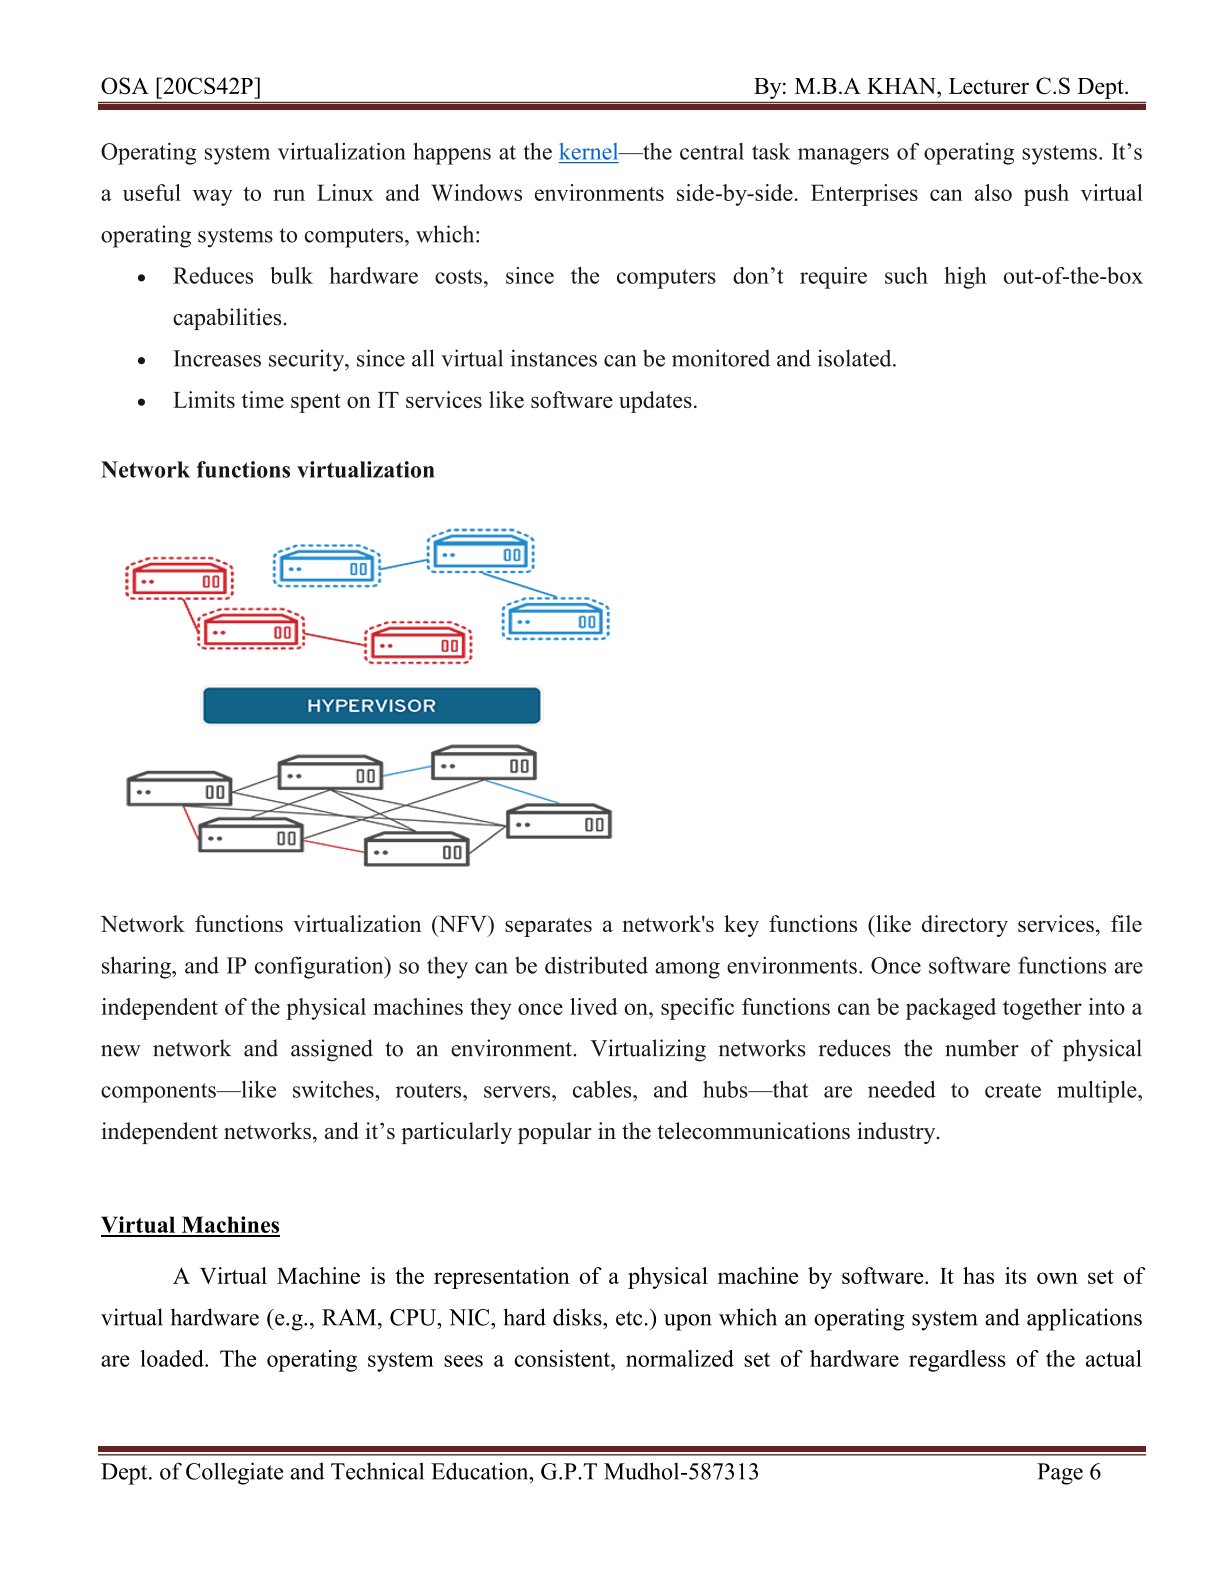 OSA [20CS42P] By: M.B.A KHAN, Lecturer C.S Dept.
Operating system virtualization happens at the kernel—the central task managers of operating systems. It’s
a useful way to run Linux and Windows environments side-by-side. Enterprises can also push virtual
operating systems to computers, which:
• Reduces bulk hardware costs, since the computers don’t require such high out-of-the-box
capabilities.
• Increases security, since all virtual instances can be monitored and isolated.
• Limits time spent on IT services like software updates.
Network functions virtualization
HYPERVISOR
Network functions virtualization (NFV) separates a network's key functions (like directory services, file
sharing, and IP configuration) so they can be distributed among environments. Once software functions are
independent of the physical machines they once lived on, specific functions can be packaged together into a
new network and assigned to an environment. Virtualizing networks reduces the number of physical
components—like switches, routers, servers, cables, and hubs—that are needed to create multiple,
independent networks, and it’s particularly popular in the telecommunications industry.
Virtual Machines
A Virtual Machine is the representation of a physical machine by software. It has its own set of
virtual hardware (e.g., RAM, CPU, NIC, hard disks, etc.) upon which an operating system and applications
are loaded. The operating system sees a consistent, normalized set of hardware regardless of the actual
Dept. of Collegiate and Technical Education, G.P.T Mudhol-587313 Page 6